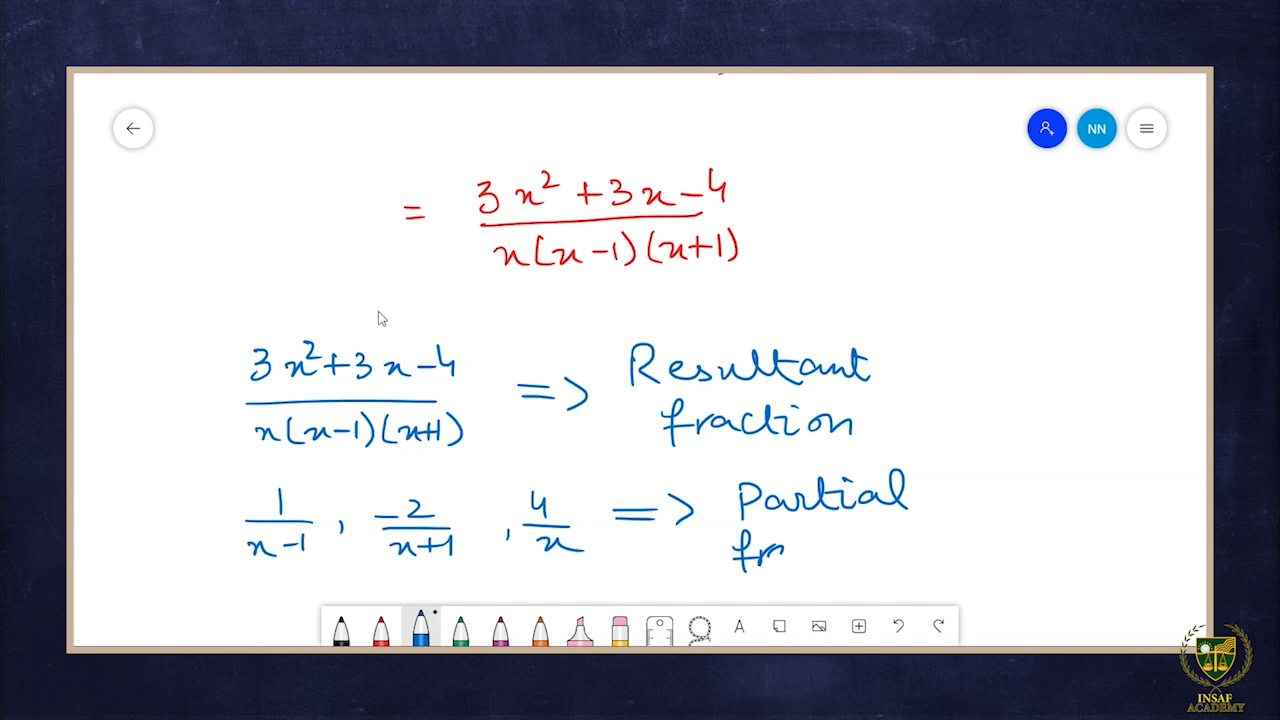 NN
= 3x² + 3x - 4
x(x-1)(x+1)
3x² + 3x - 4
x(x-1)(x+1)
=> Resultant
fraction
1/x-1 , -2/x+1 , 4/x => Partial
fr
A
INSAF
ACADEMY